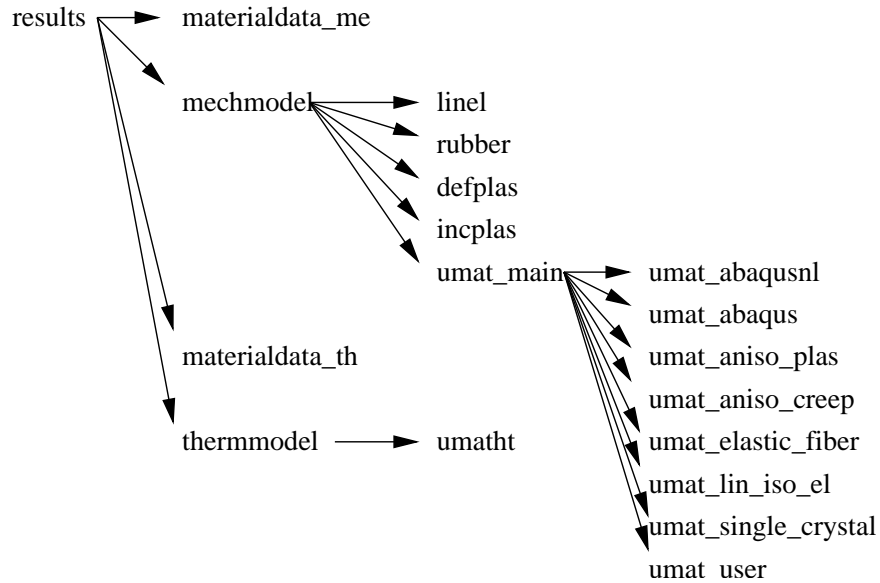 results
materialdata_me
mechmodel
linel
rubber
defplas
incplas
umat_main
umat_abaqusnl
umat_abaqus
umat_aniso_plas
umat_aniso_creep
umat_elastic_fiber
umat_lin_iso_el
umat_single_crystal
umat_user
materialdata_th
thermmodel
umatht